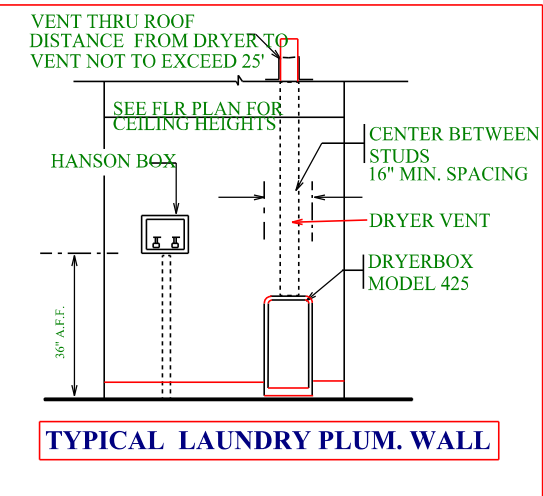 VENT THRU ROOF
DISTANCE FROM DRYER TO
VENT NOT TO EXCEED 25'
SEE FLR PLAN FOR
CEILING HEIGHTS
CENTER BETWEEN
STUDS
16" MIN. SPACING
HANSON BOX
DRYER VENT
DRYERBOX
MODEL 425
36" A.F.F.
TYPICAL LAUNDRY PLUM. WALL